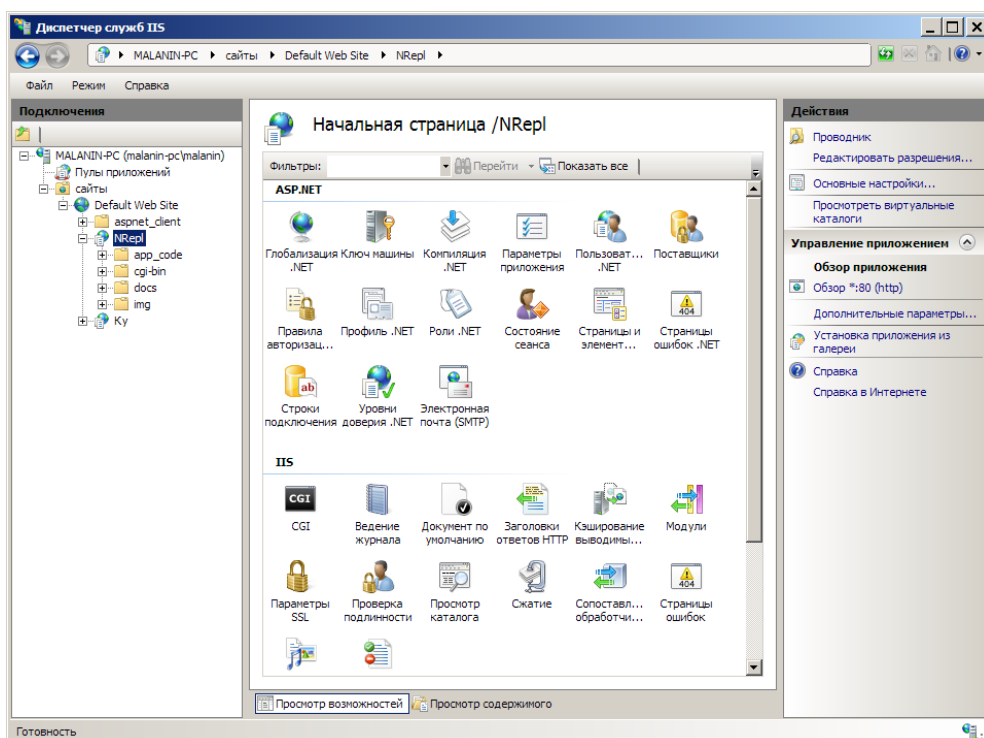 Диспетчер служб IIS
MALANIN-PC
сайты
Default Web Site
NRepl
Файл Режим Справка
Подключения
MALANIN-PC (malanin-pc\malanin)
Пулы приложений
сайты
Default Web Site
aspnet_client
NRepl
app_code
cgi-bin
docs
img
Ky
Начальная страница /NRepl
Фильтры: Перейти Показать все
ASP.NET
Глобализация .NET
Ключ машины
Компиляция .NET
Параметры приложения
Пользоват... .NET
Поставщики
Правила авторизац...
Профиль .NET
Роли .NET
Состояние сеанса
Страницы и элемент...
404
Страницы ошибок .NET
ab
Строки подключения
Уровни доверия .NET
Электронная почта (SMTP)
IIS
CGI
CGI
Ведение журнала
Документ по умолчанию
Заголовки ответов HTTP
Кэширование выводимы...
Модули
Параметры SSL
Проверка подлинности
Просмотр каталога
Сжатие
Сопоставл... обработчи...
404
Страницы ошибок
Просмотр возможностей
Просмотр содержимого
Действия
Проводник
Редактировать разрешения...
Основные настройки...
Просмотреть виртуальные
каталоги
Управление приложением
Обзор приложения
Обзор *:80 (http)
Дополнительные параметры...
Установка приложения из
галереи
Справка
Справка в Интернете
Готовность